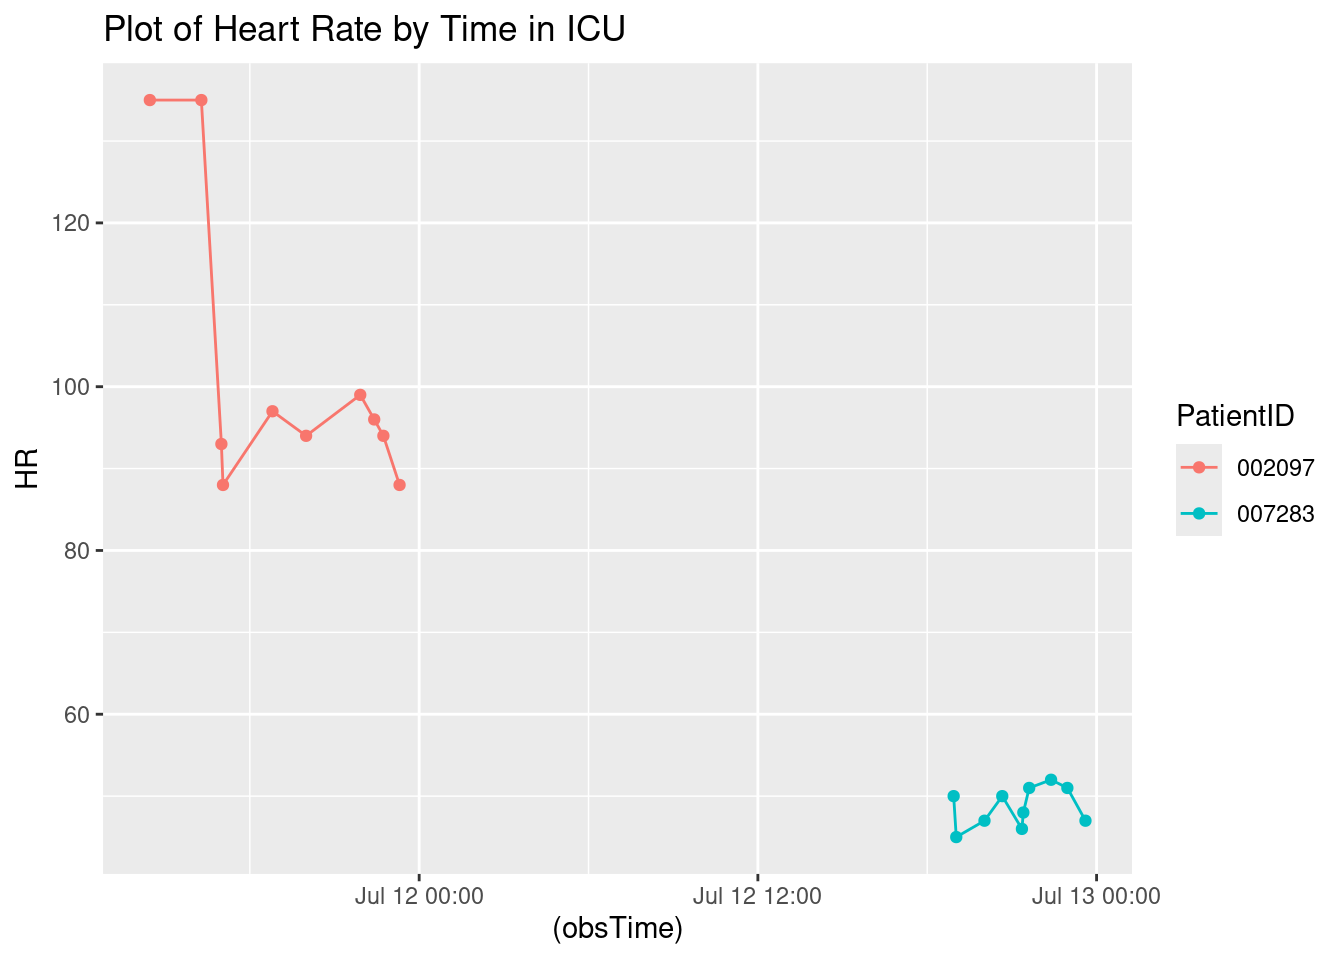 Plot of Heart Rate by Time in ICU
120
100
80
60
HR
Jul 12 00:00
Jul 12 12:00
Jul 13 00:00
(obsTime)
PatientID
002097
007283